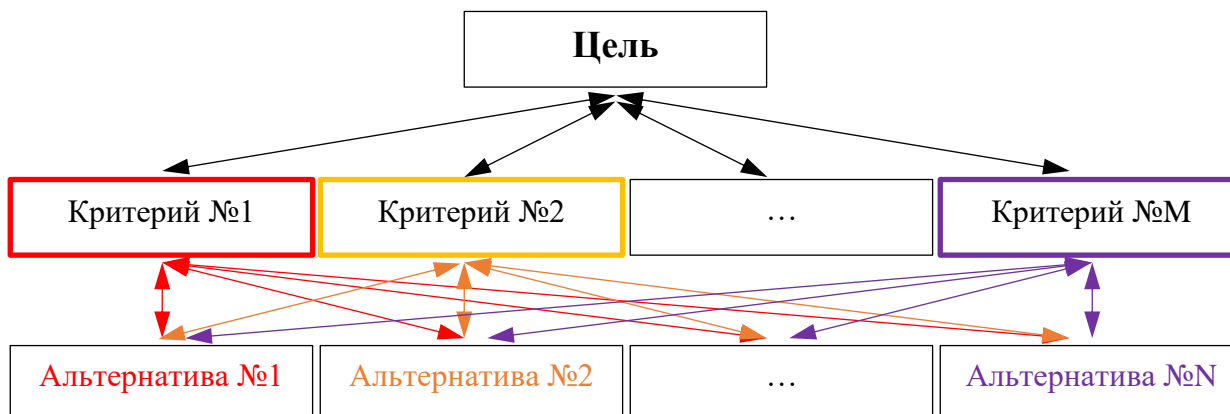 Цель
Критерий №1
Критерий №2
...
Критерий №M
Альтернатива №1
Альтернатива №2
...
Альтернатива №N